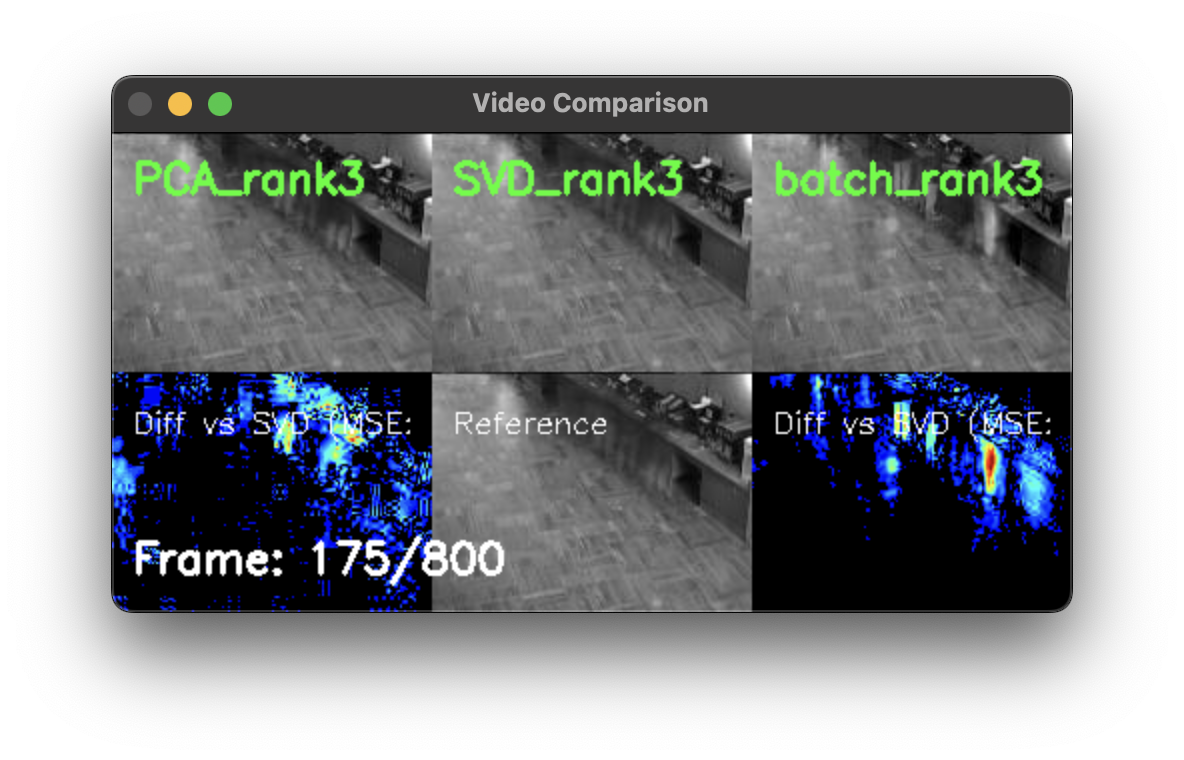 Video Comparison
PCA_rank3
SVD_rank3
batch_rank3
Diff vs SVD (MSE:
Reference
Diff vs SVD (MSE:
Frame: 175/800